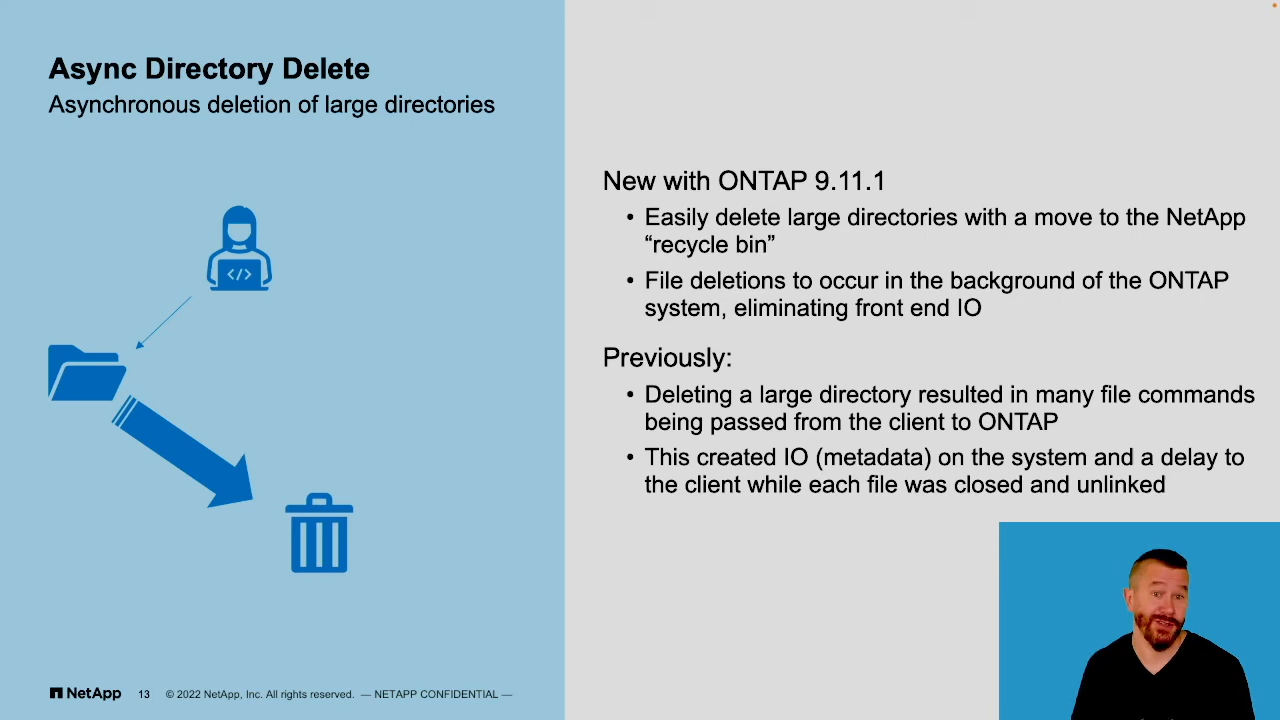 Async Directory Delete
Asynchronous deletion of large directories
</>
New with ONTAP 9.11.1
• Easily delete large directories with a move to the NetApp
“recycle bin”
• File deletions to occur in the background of the ONTAP
system, eliminating front end IO
Previously:
• Deleting a large directory resulted in many file commands
being passed from the client to ONTAP
• This created IO (metadata) on the system and a delay to
the client while each file was closed and unlinked
NetApp 13 © 2022 NetApp, Inc. All rights reserved. — NETAPP CONFIDENTIAL —